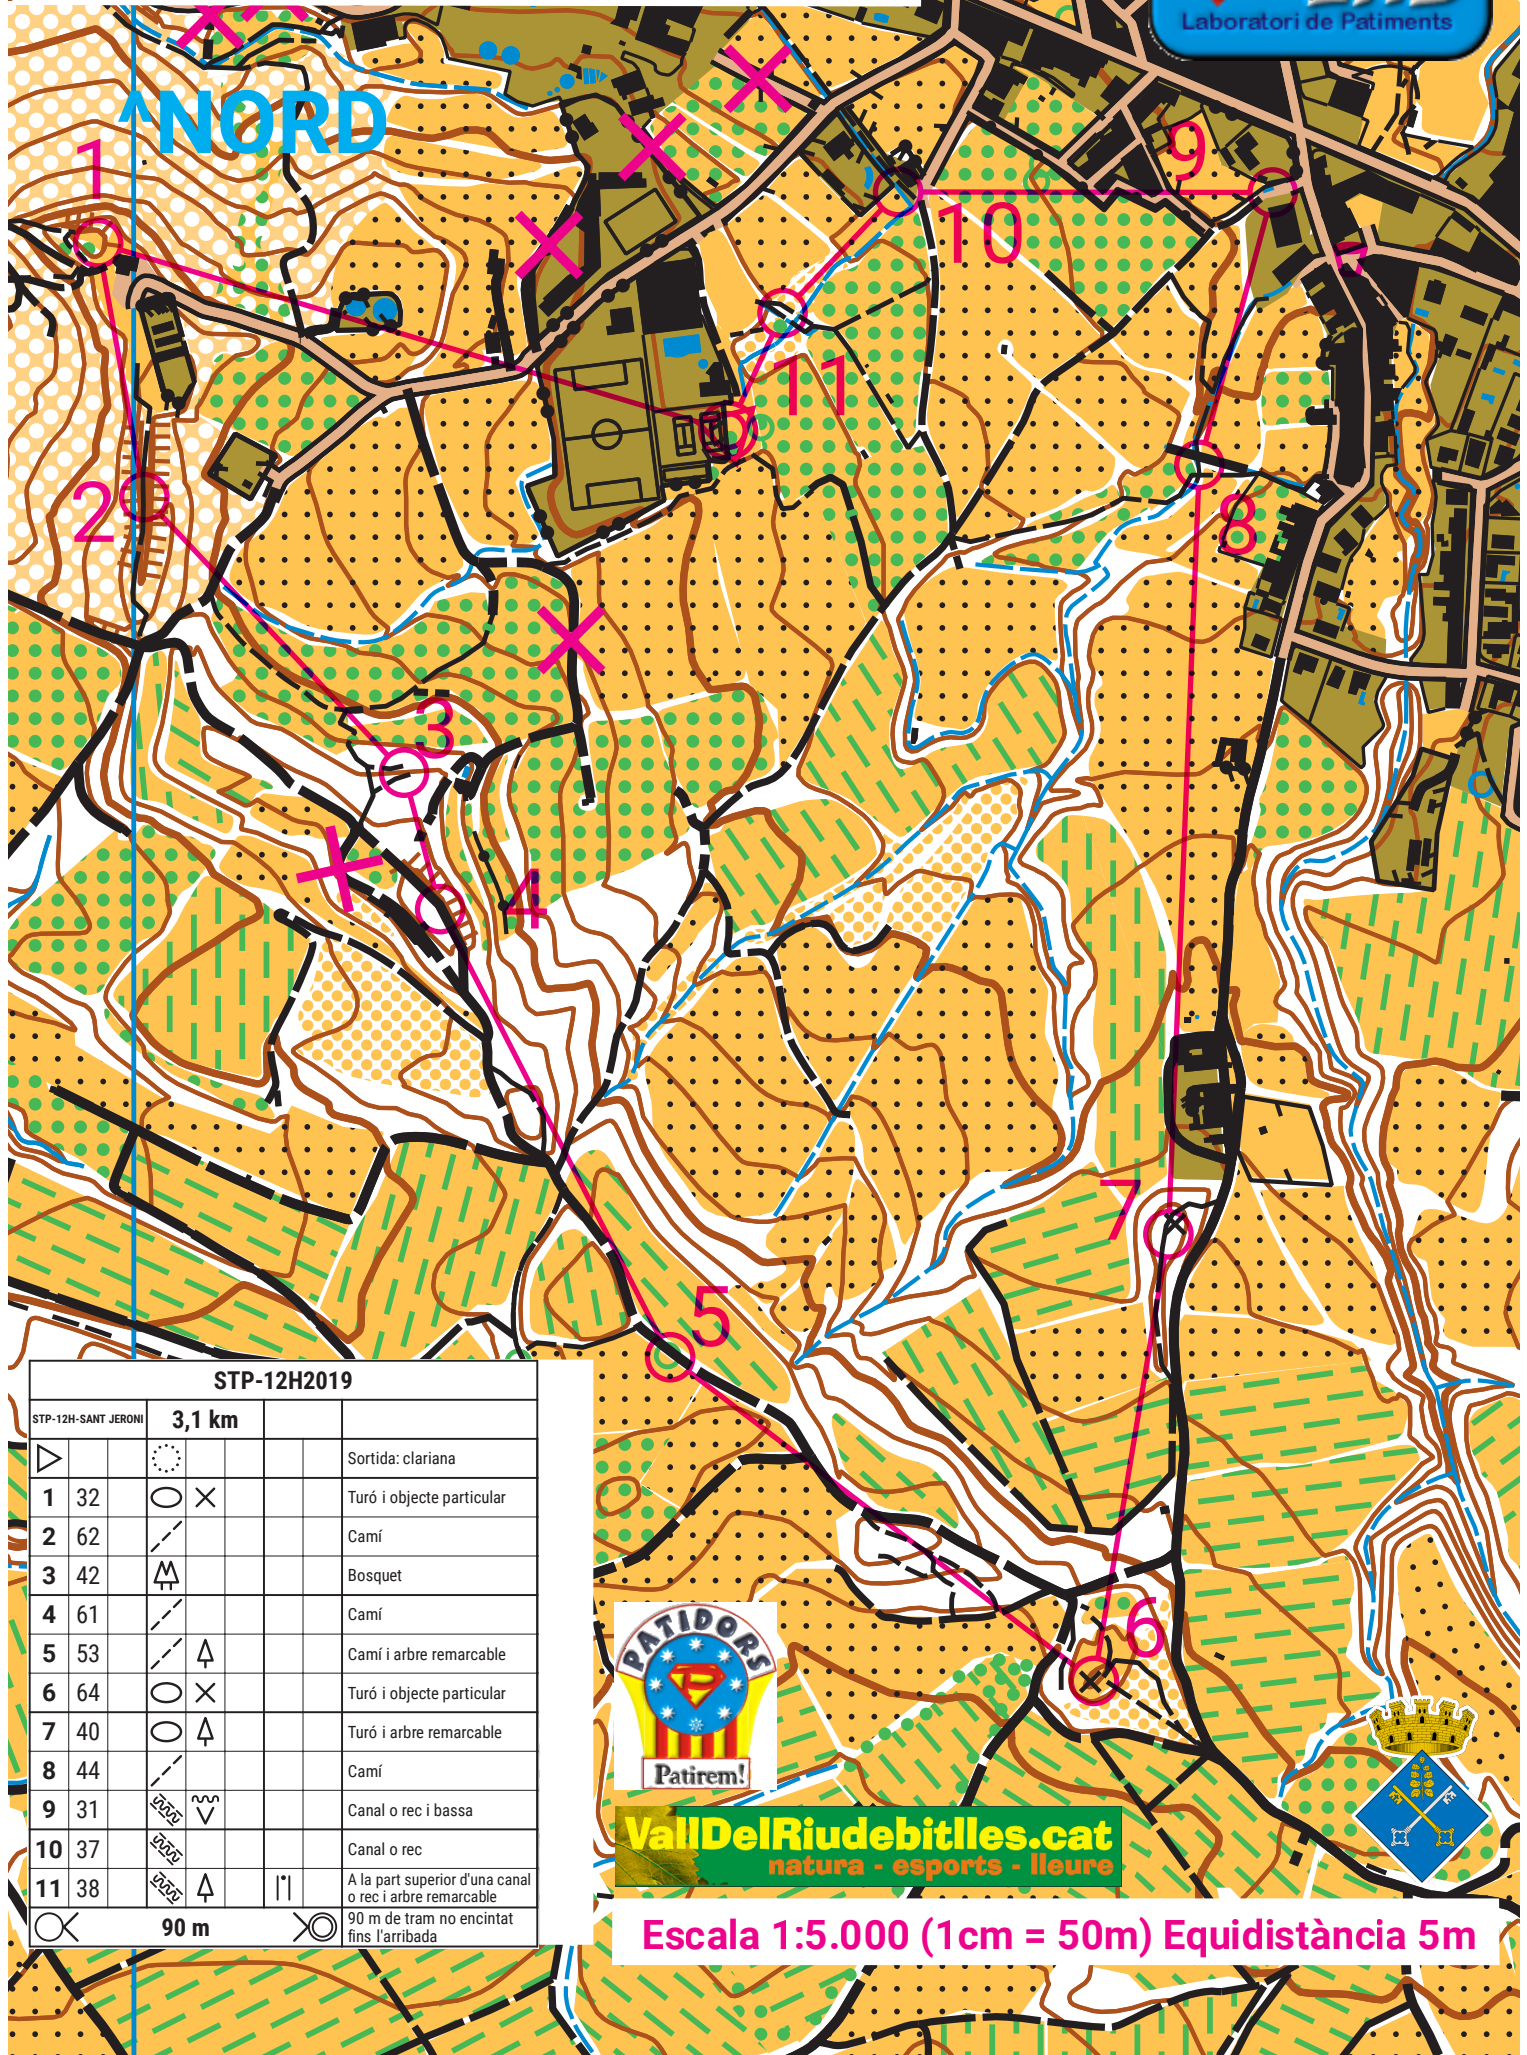 Laboratori de Patiments
^NORD
1
9
10
11
2
8
3
4
7
5
6
STP-12H2019
STP-12H-SANT JERONI 3,1 km
Sortida: clariana
1 32 Turó i objecte particular
2 62 Camí
3 42 Bosquet
4 61 Camí
5 53 Camí i arbre remarcable
6 64 Turó i objecte particular
7 40 Turó i arbre remarcable
8 44 Camí
9 31 Canal o rec i bassa
10 37 Canal o rec
11 38 A la part superior d'una canal
o rec i arbre remarcable
90 m 90 m de tram no encintat
fins l'arribada
PATIDORS
P
Patirem!
VallDelRiudebitlles.cat
natura - esports - lleure
Escala 1:5.000 (1cm = 50m) Equidistància 5m